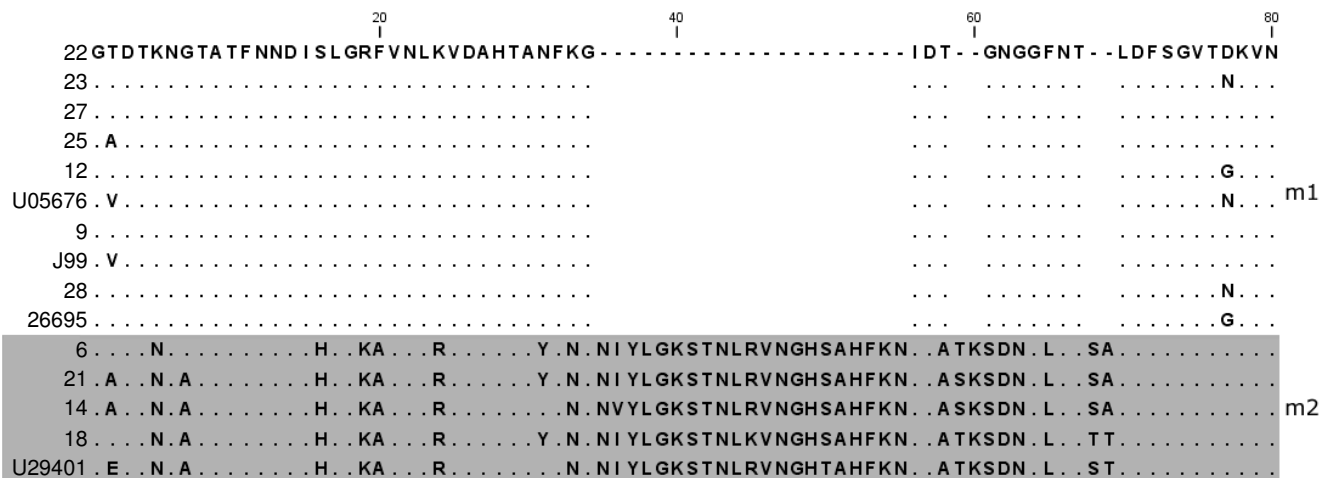 20 40 60 80
22 GTDTKNGTATFNNDISLGRFVNLKVDAHTANFKG---------------------IDT--GNGGFNT--LDFSGVTDKVN
23 .................................. ... ....... .......N...
27 .................................. ... ....... ...........
25 .A................................ ... ....... ...........
12 .................................. ... ....... .......G...
U05676 .V................................ ... ....... .......N...
m1
9 .................................. ... ....... ...........
J99 .V................................ ... ....... ...........
28 .................................. ... ....... .......N...
26695 .................................. ... ....... .......G...
6 ....N..........H..KA...R......Y.N.NIYLGKSTNLRVNGHSAHFKN..ATKSDN.L..SA...........
21 .A..N.A........H..KA...R......Y.N.NIYLGKSTNLRVNGHSAHFKN..ASKSDN.L..SA...........
14 .A..N.A........H..KA...R........N.NVYLGKSTNLRVNGHSAHFKN..ASKSDN.L..SA...........
m2
18 ....N.A........H..KA...R......Y.N.NIYLGKSTNLKVNGHSAHFKN..ATKSDN.L..TT...........
U29401 .E..N.A........H..KA...R........N.NIYLGKSTNLRVNGHTAHFKN..ATKSDN.L..ST...........